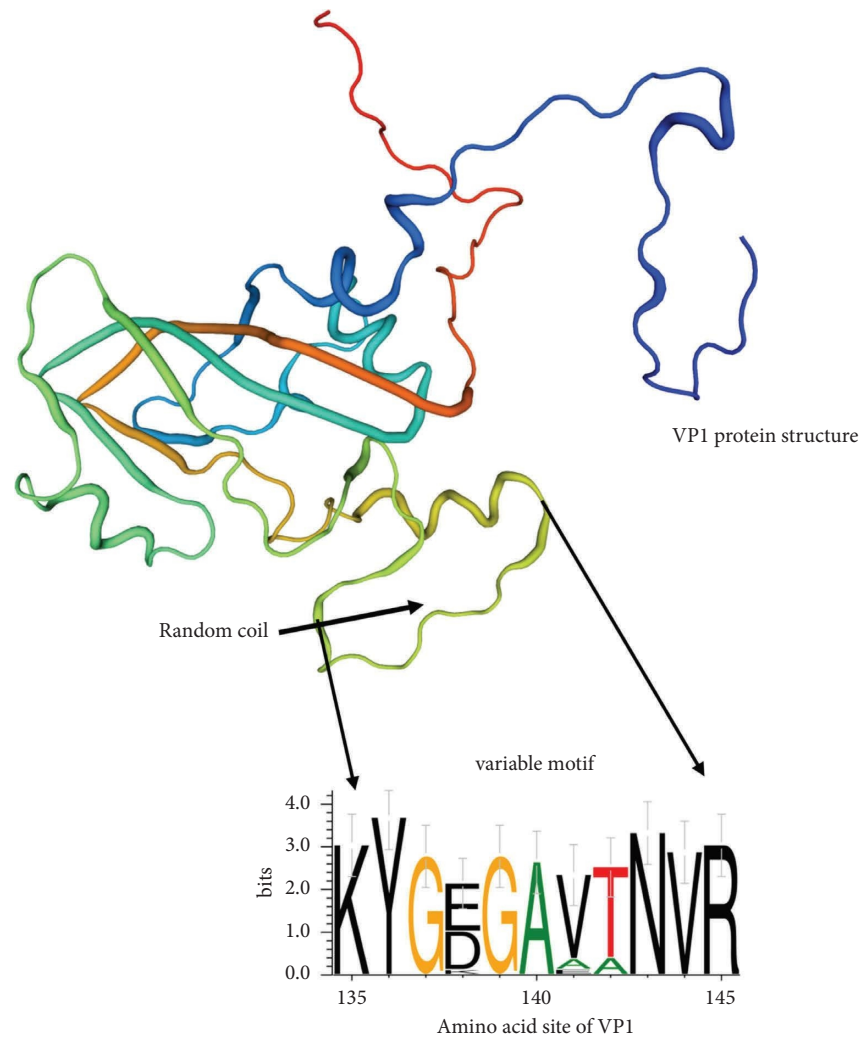 VP1 protein structure
Random coil
variable motif
4.0
3.0
2.0
1.0
0.0
bits
KYGEGAVTNVR
D A A
135 140 145
Amino acid site of VP1